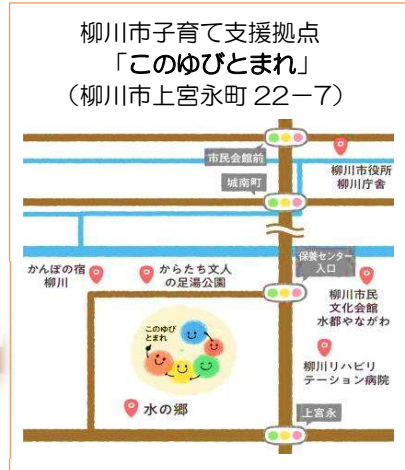 柳川市子育て支援拠点
「このゆびとまれ」
（柳川市上宮永町 22－7）
市民会館前
柳川市役所
柳川庁舎
城南町
保養センター
入口
かんぽの宿
柳川
からたち文人
の足湯公園
柳川市民
文化会館
水都やながわ
このゆび
とまれ
柳川リハビリ
テーション病院
水の郷
上宮永